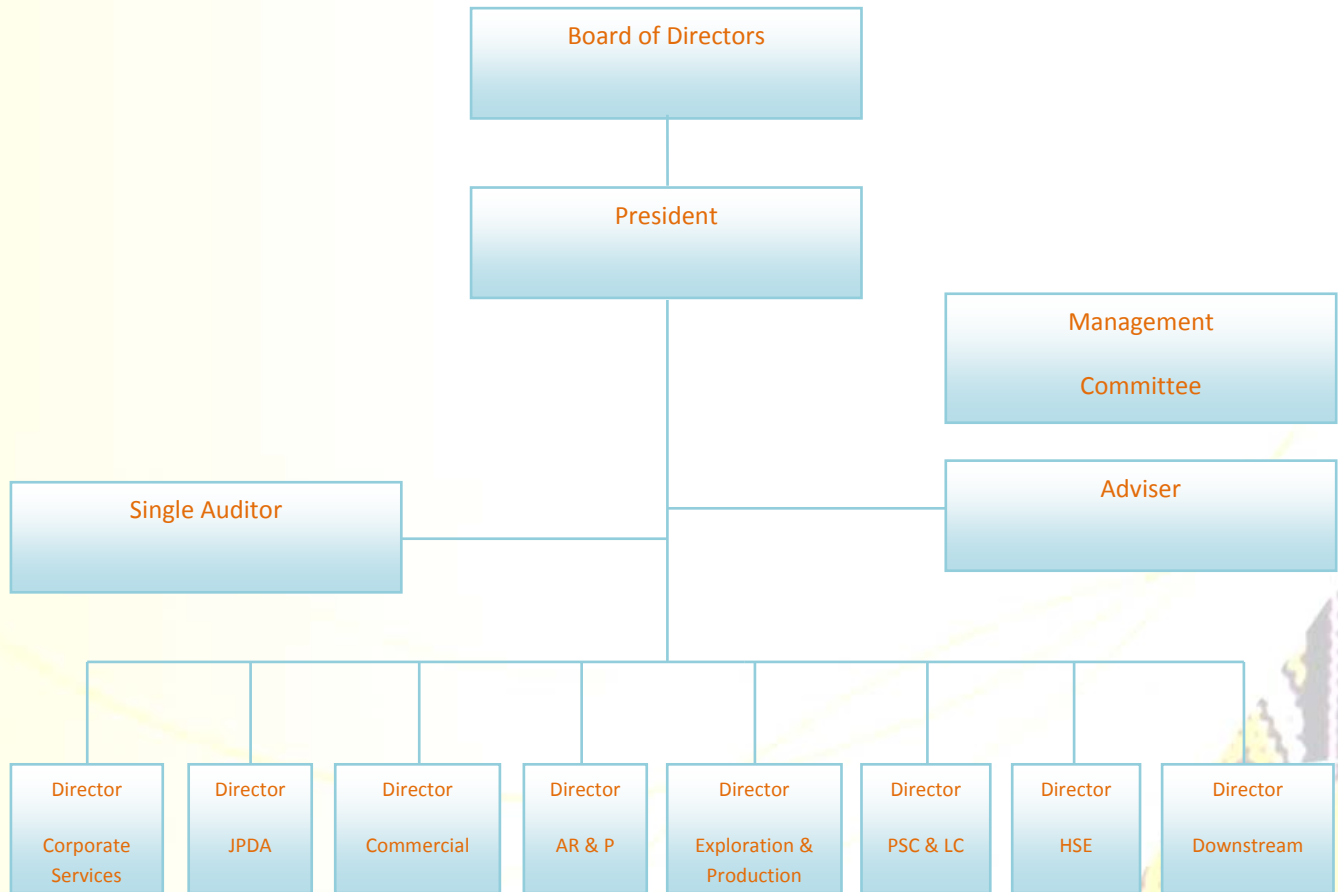 Board of Directors
President
Management
Committee
Adviser
Single Auditor
Director
Corporate
Services
Director
JPDA
Director
Commercial
Director
AR & P
Director
Exploration &
Production
Director
PSC & LC
Director
HSE
Director
Downstream